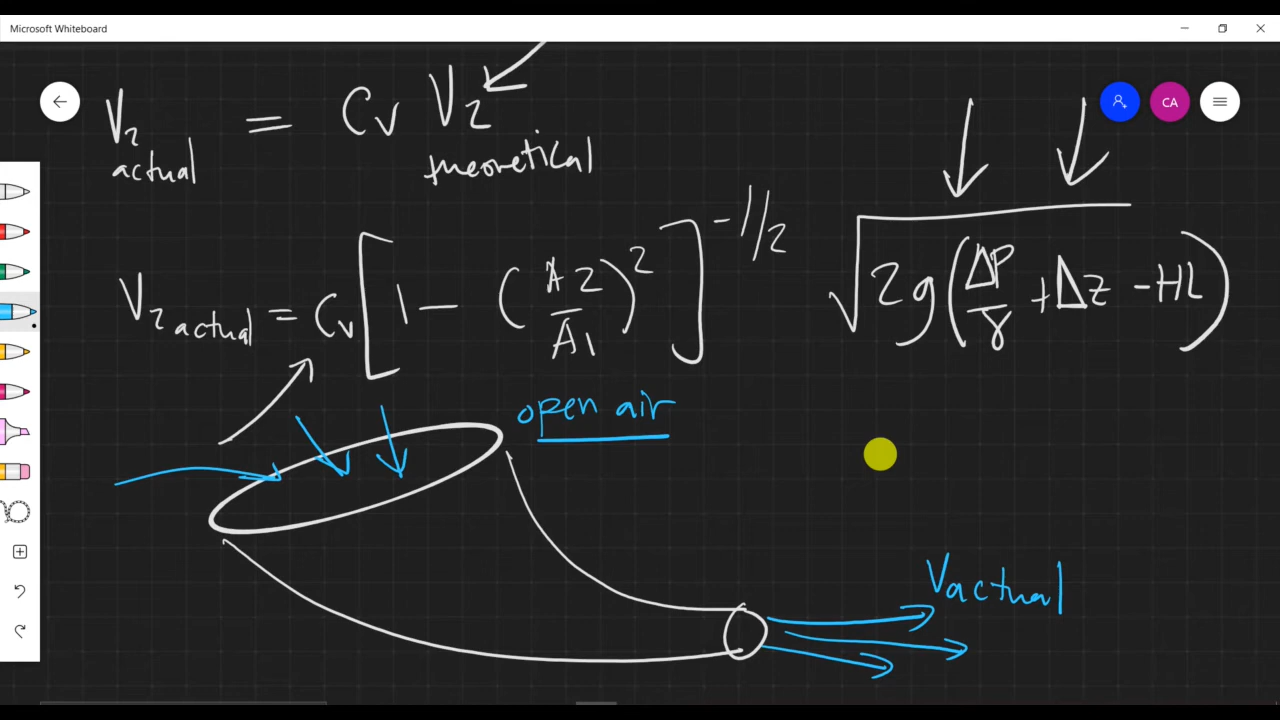 Microsoft Whiteboard
CA
V2 actual = Cv V2 theoretical
V2 actual = Cv [1 - (A2/A1)^2]^-1/2 √2g(ΔP/γ + Δz - HL)
open air
Vactual